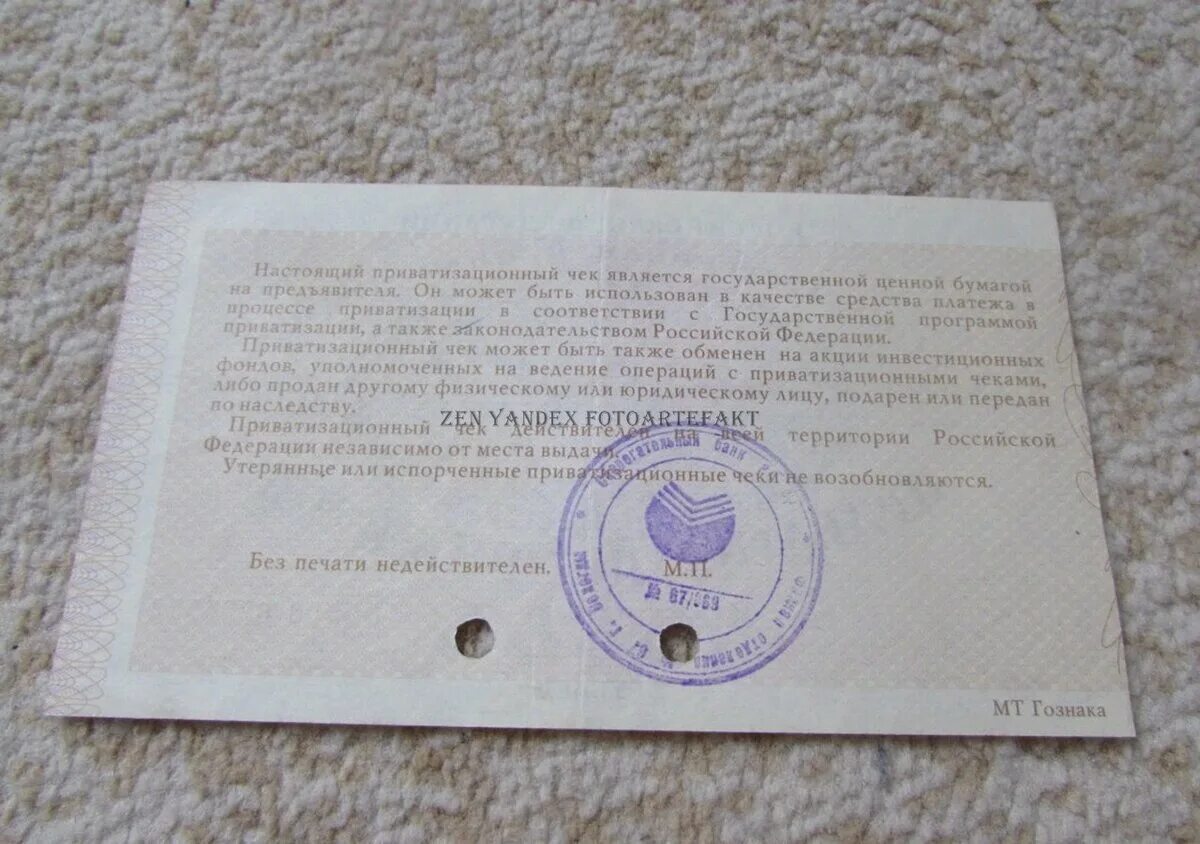 Настоящий приватизационный чек является государственной ценной бумагой
на предъявителя. Он может быть использован в качестве средства платежа в
процессе приватизации в соответствии с Государственной программой
приватизации, а также законодательством Российской Федерации.
Приватизационный чек может быть также обменен на акции инвестиционных
фондов, уполномоченных на ведение операций с приватизационными чеками,
либо продан другому физическому или юридическому лицу, подарен или передан
по наследству.
ZEN YANDEX FOTOARTEFAKT
Приватизационный чек действителен на всей территории Российской
Федерации независимо от места выдачи.
Утерянные или испорченные приватизационные чеки не возобновляются.
Без печати недействителен.
М.П.
банк
№ 67/
отделение №
МТ Гознака